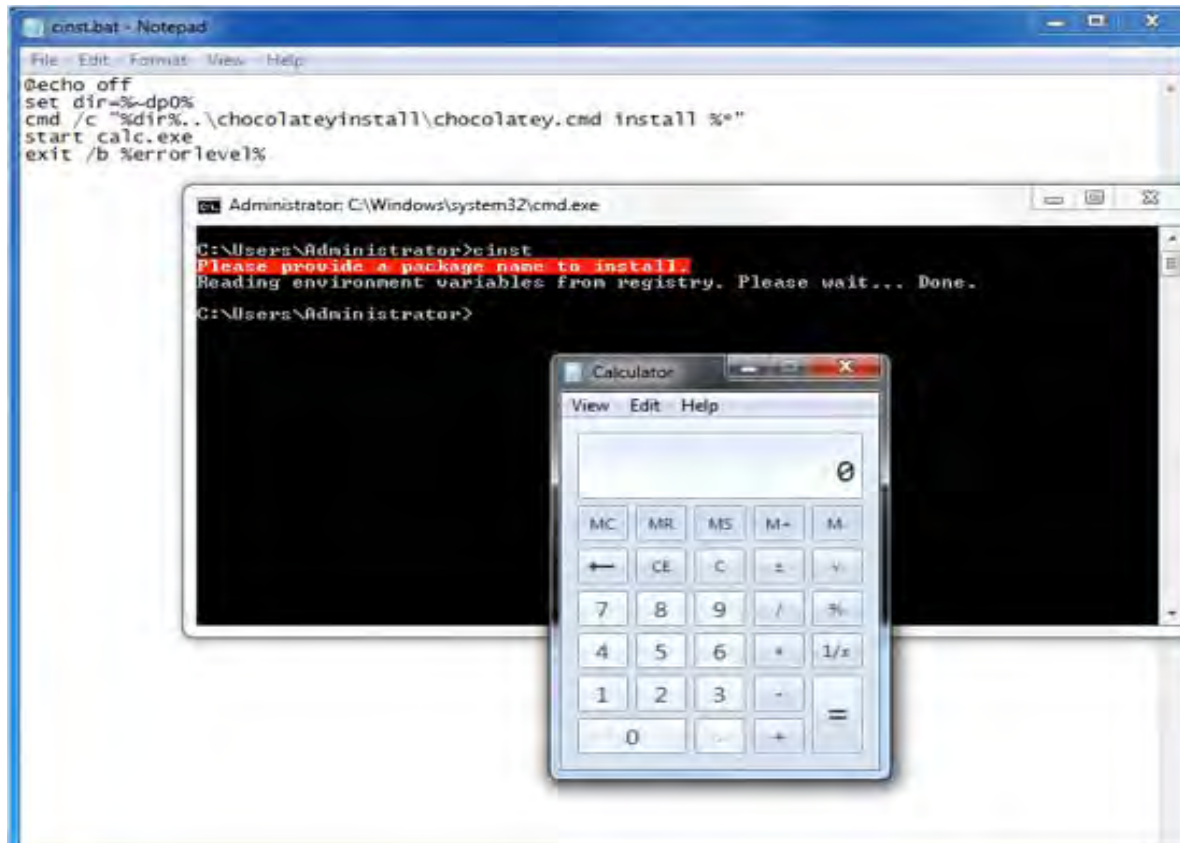 cinst.bat - Notepad
File Edit Format View Help
@echo off
set dir=%~dp0%
cmd /c "%dir%..\chocolateyinstall\chocolatey.cmd install %*"
start calc.exe
exit /b %errorlevel%
Administrator: C:\Windows\system32\cmd.exe
C:\Users\Administrator>cinst
Please provide a package name to install.
Reading environment variables from registry. Please wait... Done.
C:\Users\Administrator>
Calculator
View Edit Help
0
MC MR MS M+ M-
← CE C ± √
7 8 9 / %
4 5 6 * 1/x
1 2 3 - =
0 . +